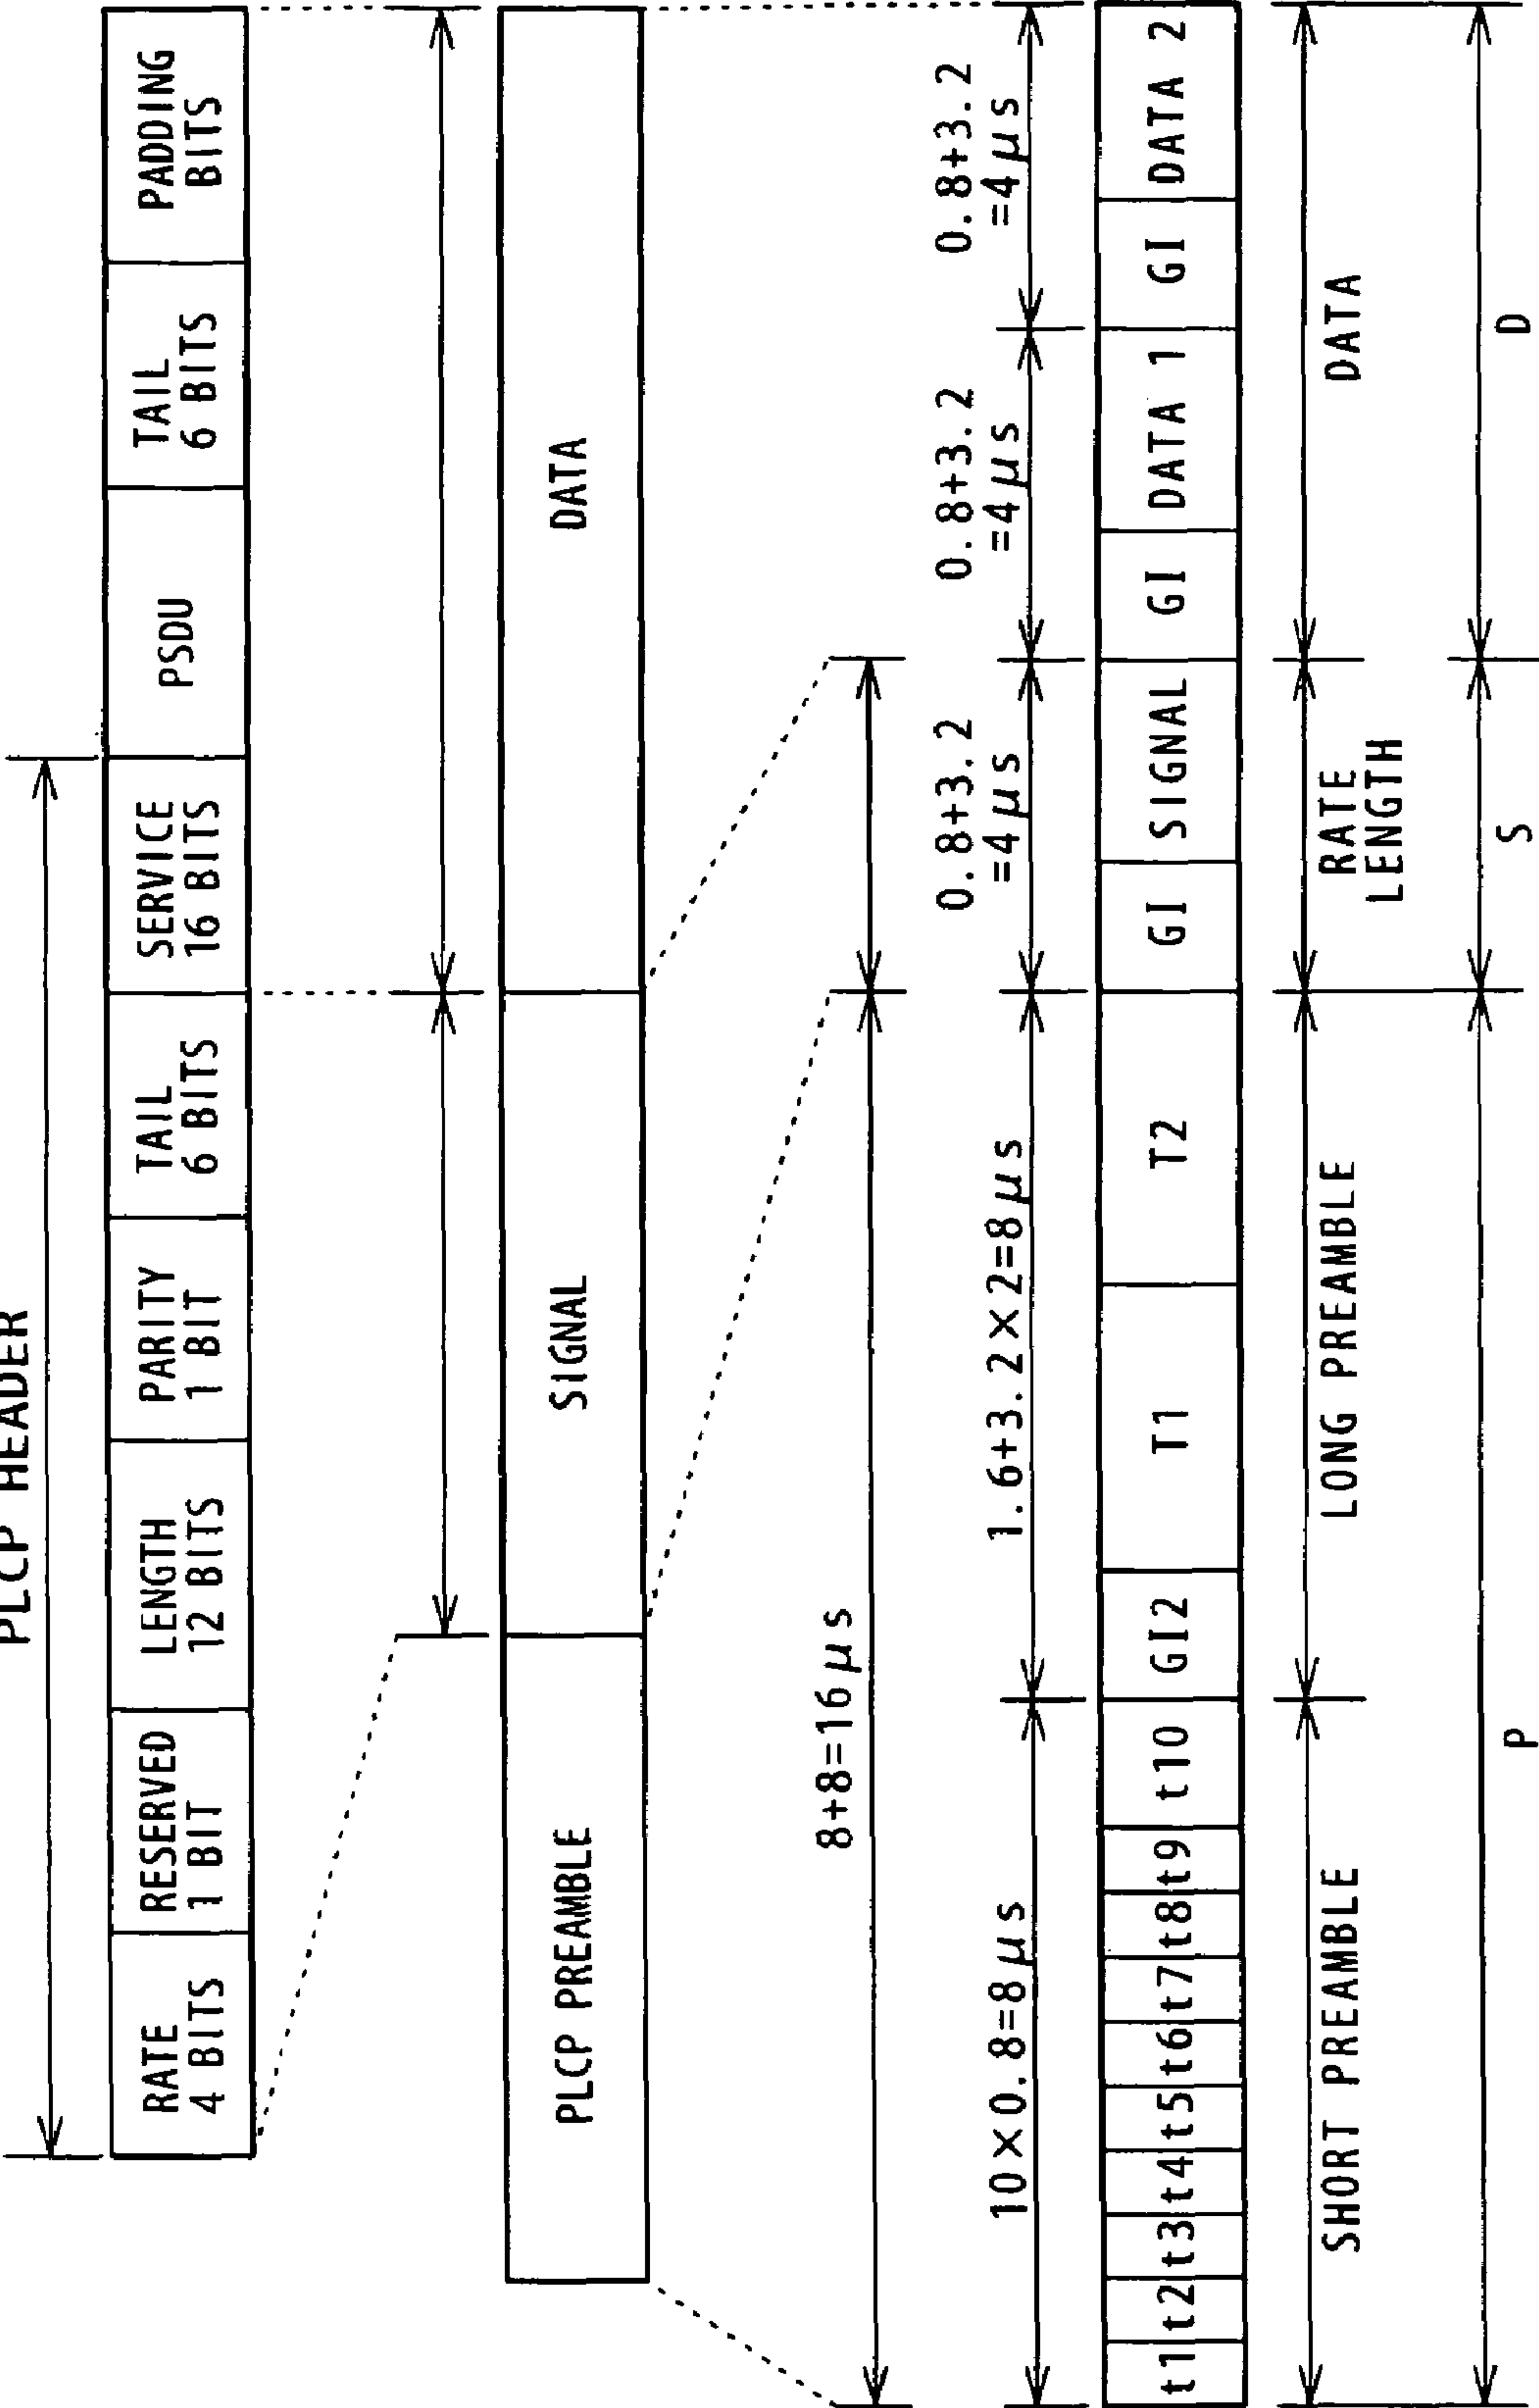 PLCP HEADER
RATE
4 BITS
RESERVED
1 BIT
LENGTH
12 BITS
PARITY
1 BIT
TAIL
6 BITS
SERVICE
16 BITS
PSDU
TAIL
6 BITS
PADDING
BITS
PLCP PREAMBLE
SIGNAL
DATA
8+8=16μs
10×0.8=8μs
1.6+3.2×2=8μs
0.8+3.2
=4μs
0.8+3.2
=4μs
0.8+3.2
=4μs
t1 t2 t3 t4 t5 t6 t7 t8 t9 t10 GI2 T1 T2 GI SIGNAL GI DATA 1 GI DATA 2
SHORT PREAMBLE
LONG PREAMBLE
RATE
LENGTH
DATA
P
S
D